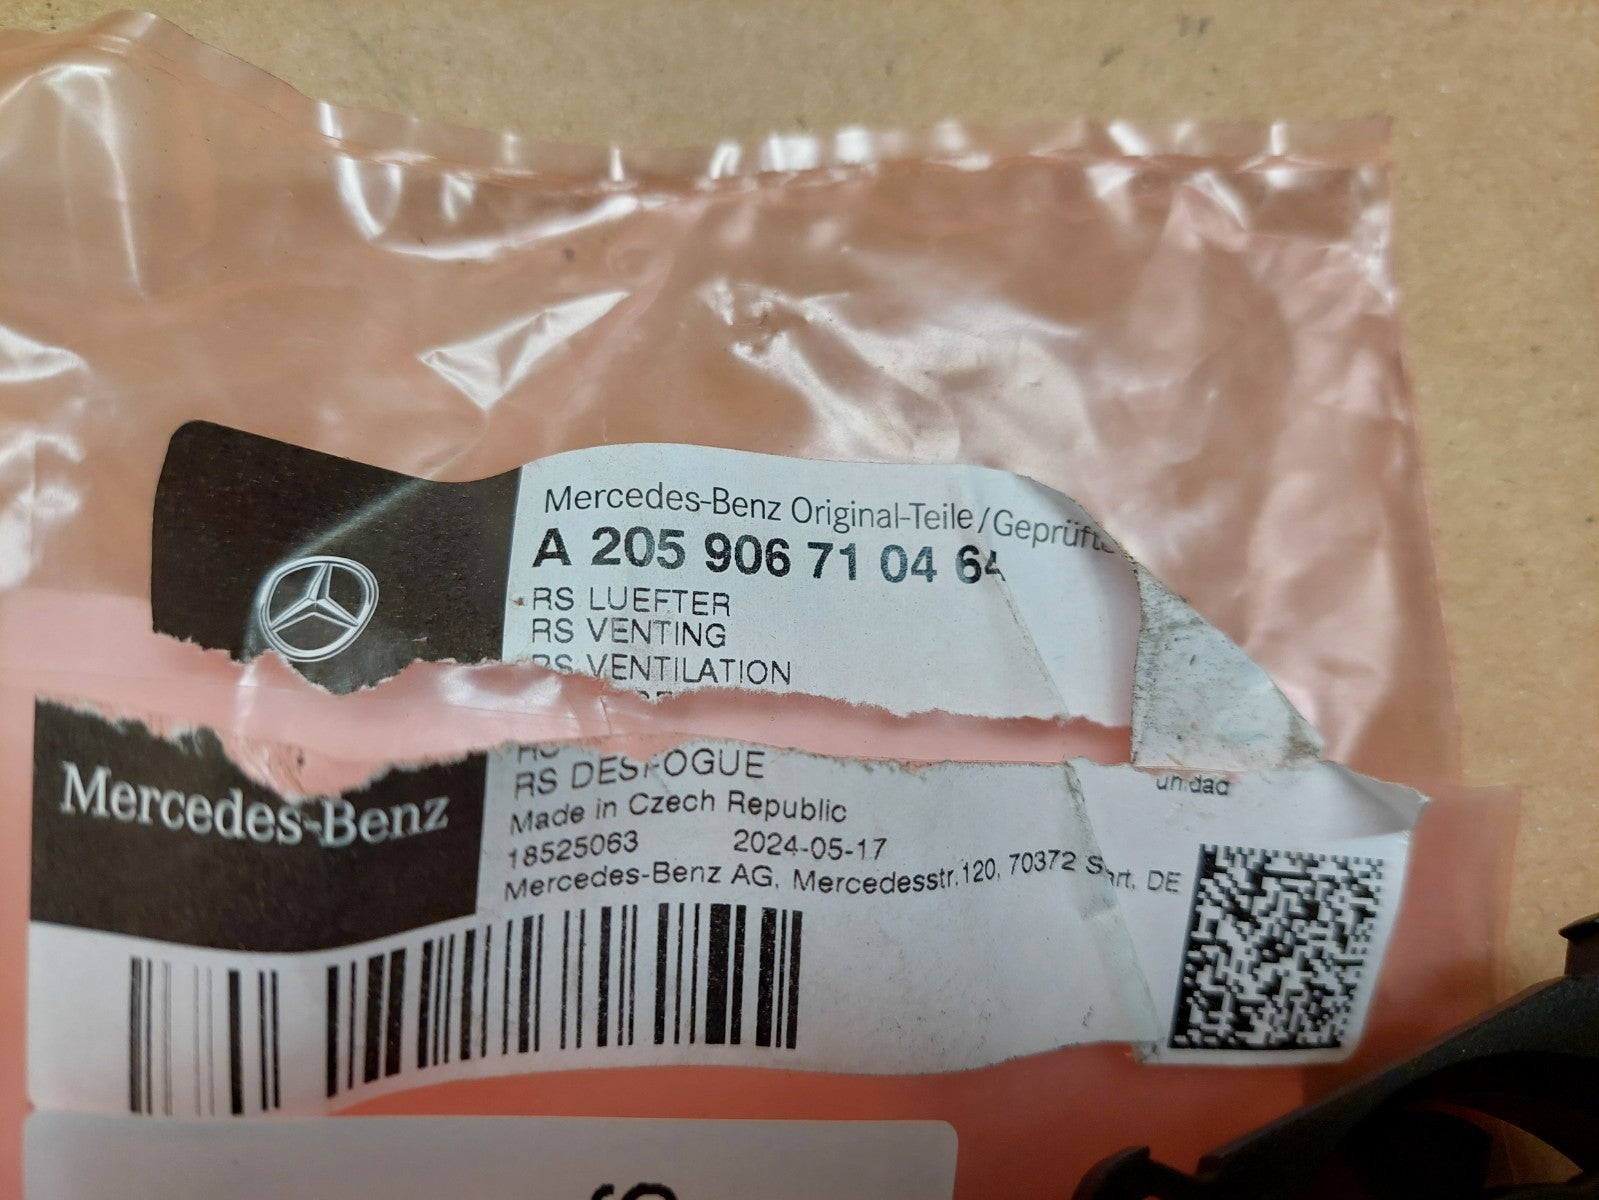 Mercedes-Benz Original-Teile/Geprüfte
A 205 906 71 04 64
RS LUEFTER
RS VENTING
RS VENTILATION
RS DESFOGUE
unidad
Made in Czech Republic
18525063 2024-05-17
Mercedes-Benz AG, Mercedesstr.120, 70372 DE
Mercedes-Benz